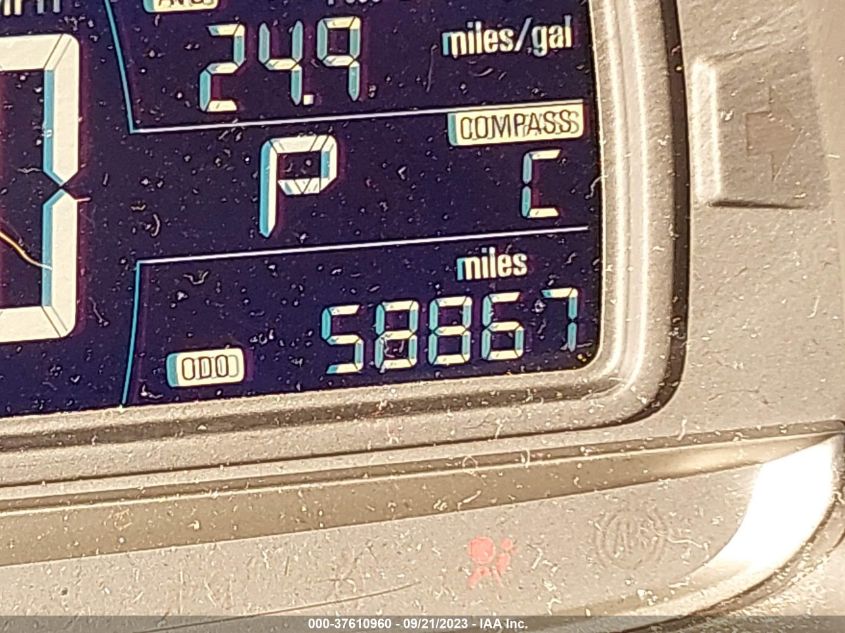 24.9 miles/gal
COMPASS
P C
miles
ODO 58867
000-37610960 - 09/21/2023 - IAA Inc.